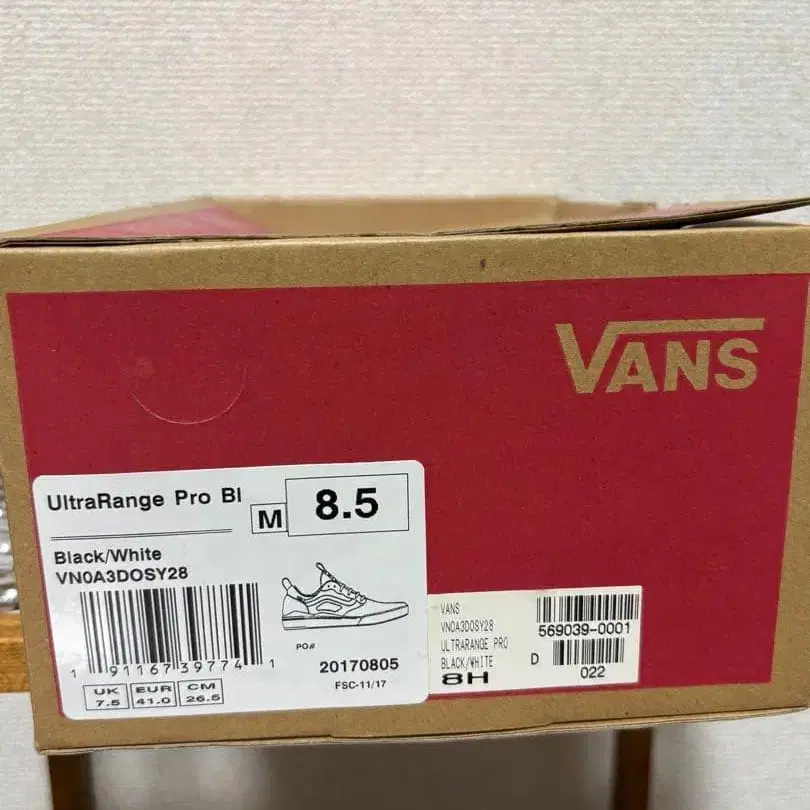 VANS
UltraRange Pro Bl
M 8.5
Black/White
VN0A3DOSY28
1 91167 39774 1
PO#
20170805
FSC-11/17
UK EUR CM
7.5 41.0 26.5
VANS
VN0A3DOSY28
ULTRARANGE PRO
BLACK/WHITE
8H
569039-0001
D
022